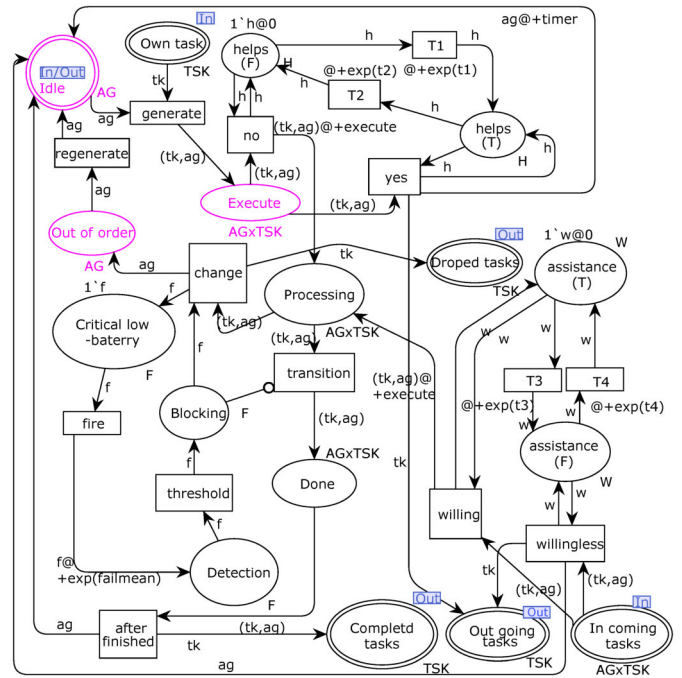 In
ag@+timer
1`h@0
h
T1
Own task
helps
(F)
H
h
@+exp(t2)
@+exp(t1)
h
In/Out
Idle
AG
tk
TSK
T2
h
ag
generate
h
h
h
helps
(T)
H
ag
no
(tk,ag)@+execute
h
h
regenerate
(tk,ag)
(tk,ag)
yes
ag
Execute
(tk,ag)
AGxTSK
Out of order
Out
1`w@0
W
AG
ag
change
tk
Droped tasks
assistance
(T)
1`f
f
TSK
Processing
Critical low
-baterry
(tk,ag)
AGxTSK
w
w
w
w
(tk,ag)
F
f
transition
(tk,ag)@
+execute
T3
T4
f
Blocking
F
@+exp(t3)
@+exp(t4)
fire
(tk,ag)
w
w
assistance
(F)
AGxTSK
f
tk
W
threshold
Done
w
w
willing
f
willingless
f@
+exp(failmean)
Detection
tk
(tk,ag)
(tk,ag)
F
Out
In
Out
ag
after
finished
(tk,ag)
tk
Completd
tasks
Out going
tasks
In coming
tasks
ag
TSK
TSK
AGxTSK